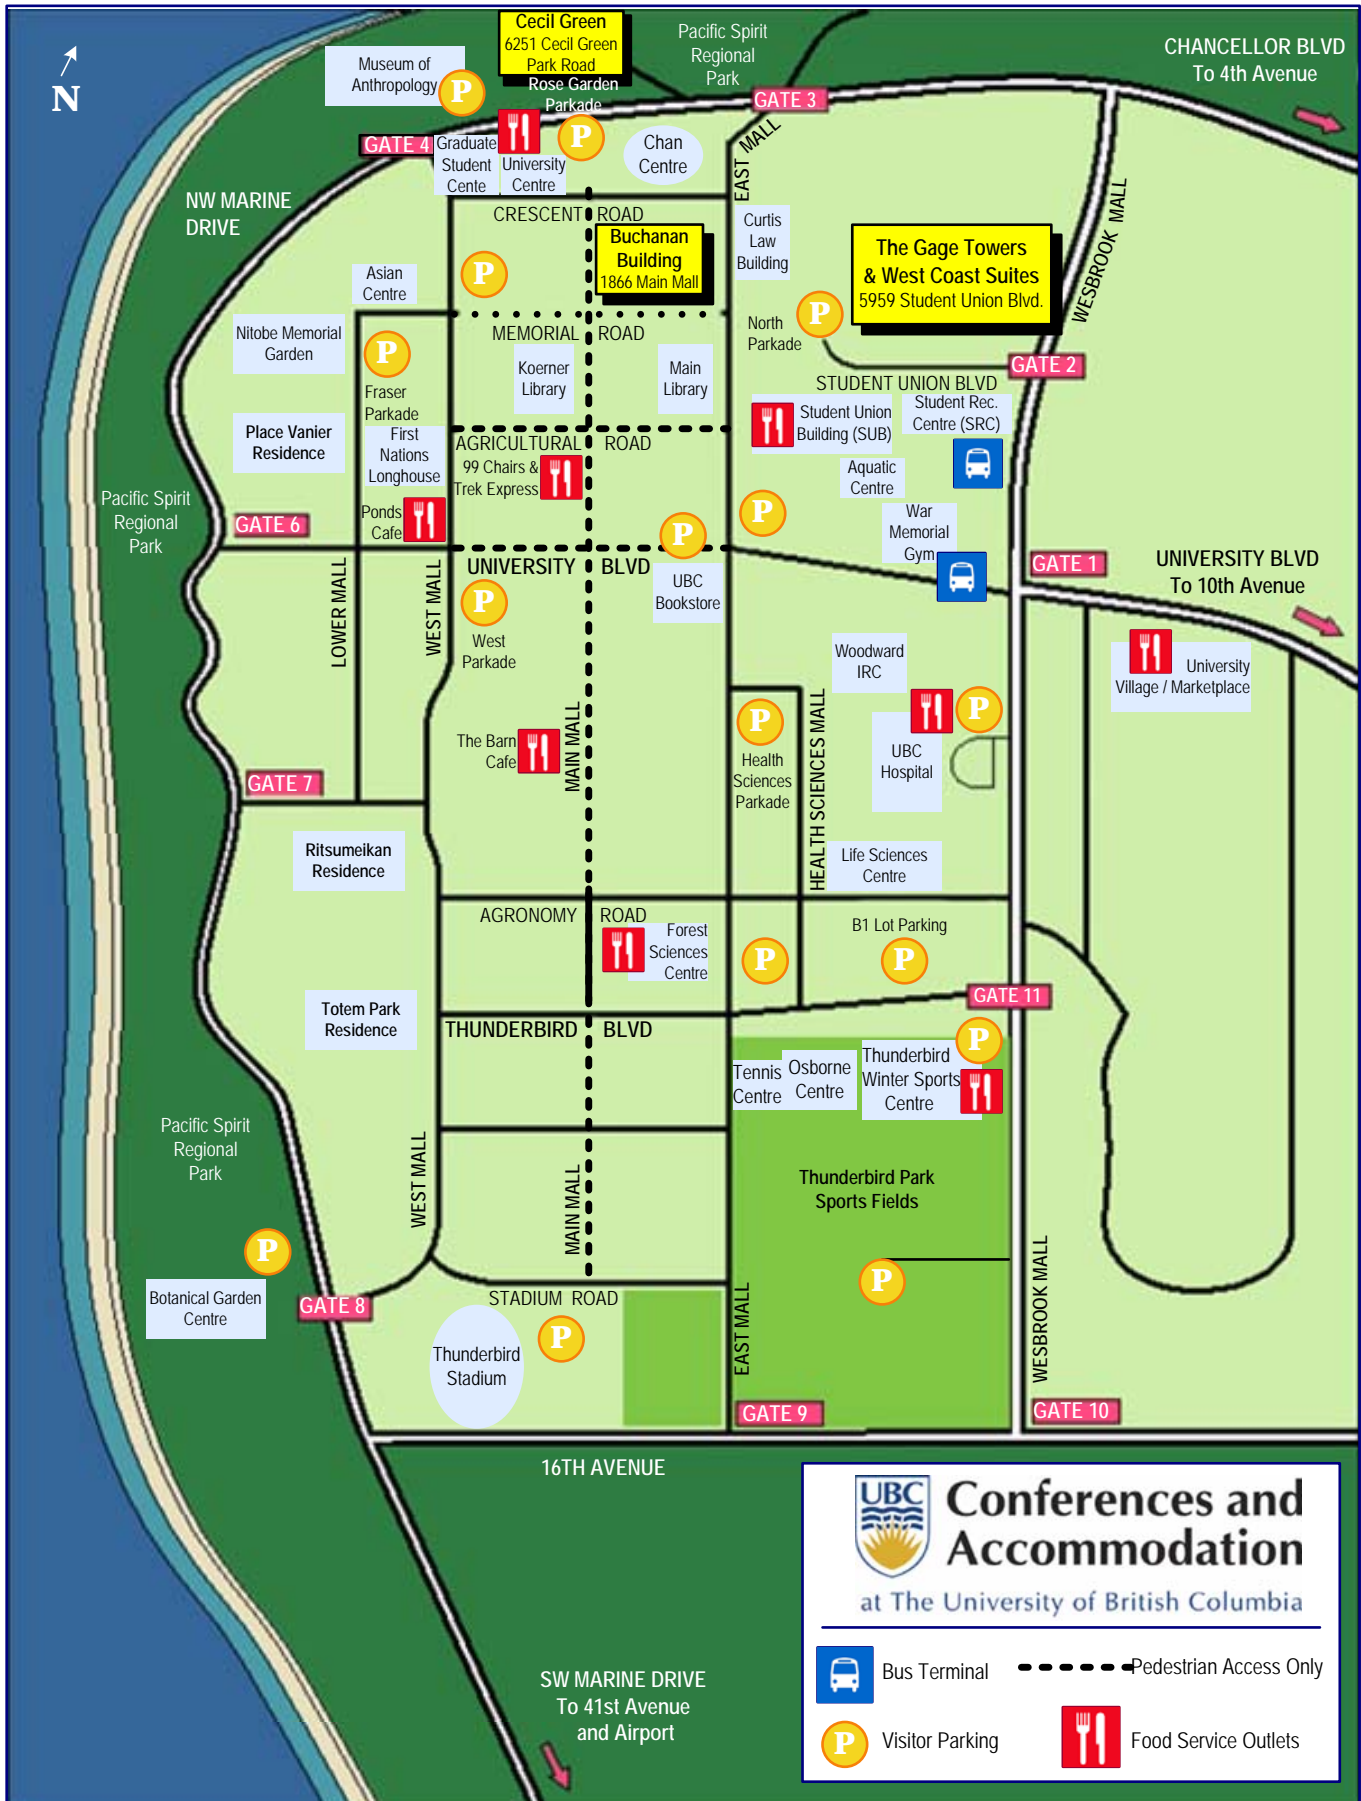 Cecil Green
6251 Cecil Green
Park Road
Pacific Spirit
Regional
Park
CHANCELLOR BLVD
To 4th Avenue
N
Museum of
Anthropology
P
Rose Garden
Parkade
P
GATE 3
GATE 4
Graduate
Student
Cente
University
Centre
Chan
Centre
EAST MALL
WESBROOK MALL
NW MARINE
DRIVE
CRESCENT ROAD
Buchanan
Building
1866 Main Mall
Curtis
Law
Building
The Gage Towers
& West Coast Suites
5959 Student Union Blvd.
Asian
Centre
P
Nitobe Memorial
Garden
P
Fraser
Parkade
MEMORIAL ROAD
North
Parkade
P
GATE 2
Koerner
Library
Main
Library
STUDENT UNION BLVD
Student Union
Building (SUB)
Student Rec.
Centre (SRC)
Place Vanier
Residence
First
Nations
Longhouse
AGRICULTURAL ROAD
99 Chairs &
Trek Express
Aquatic
Centre
Pacific Spirit
Regional
Park
GATE 6
Ponds
Cafe
P
P
War
Memorial
Gym
UNIVERSITY BLVD
GATE 1
UNIVERSITY BLVD
To 10th Avenue
LOWER MALL
WEST MALL
P
West
Parkade
UBC
Bookstore
Woodward
IRC
University
Village / Marketplace
The Barn
Cafe
MAIN MALL
P
Health
Sciences
Parkade
HEALTH SCIENCES MALL
P
UBC
Hospital
GATE 7
Ritsumeikan
Residence
Life Sciences
Centre
AGRONOMY ROAD
Forest
Sciences
Centre
P
B1 Lot Parking
P
GATE 11
Totem Park
Residence
THUNDERBIRD BLVD
P
Tennis
Centre
Osborne
Centre
Thunderbird
Winter Sports
Centre
Pacific Spirit
Regional
Park
WEST MALL
MAIN MALL
Thunderbird Park
Sports Fields
P
Botanical Garden
Centre
GATE 8
STADIUM ROAD
P
Thunderbird
Stadium
EAST MALL
P
WESBROOK MALL
GATE 9
GATE 10
16TH AVENUE
UBC
Conferences and
Accommodation
at The University of British Columbia
Bus Terminal
Pedestrian Access Only
P
Visitor Parking
Food Service Outlets
SW MARINE DRIVE
To 41st Avenue
and Airport